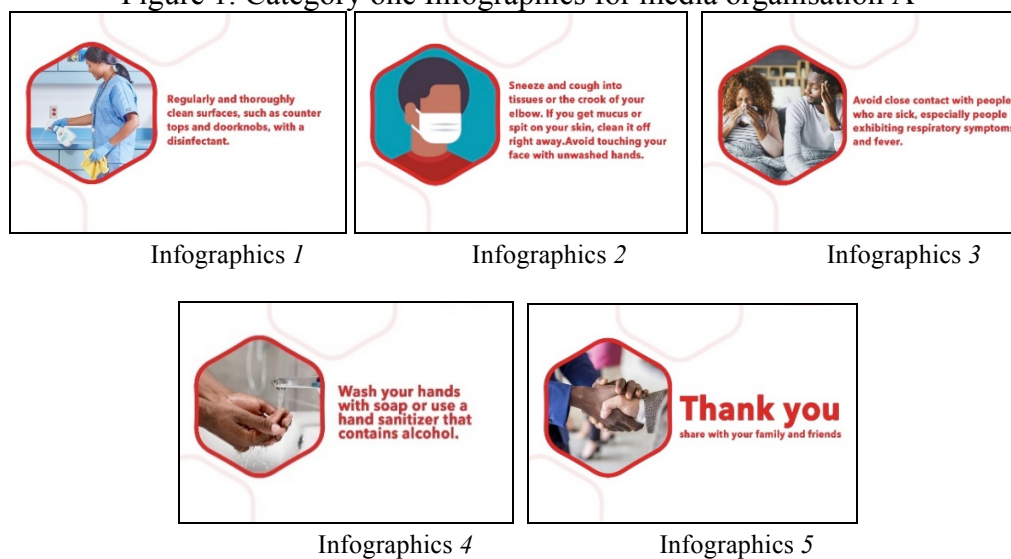 Figure 1: Category one Infographics for media organisation A
Regularly and thoroughly
clean surfaces, such as counter
tops and doorknobs, with a
disinfectant.
Sneeze and cough into
tissues or the crook of your
elbow. If you get mucus or
spit on your skin, clean it off
right away.Avoid touching your
face with unwashed hands.
Avoid close contact with people
who are sick, especially people
exhibiting respiratory symptoms
and fever.
Infographics 1
Infographics 2
Infographics 3
Wash your hands
with soap or use a
hand sanitizer that
contains alcohol.
Thank you
share with your family and friends
Infographics 4
Infographics 5